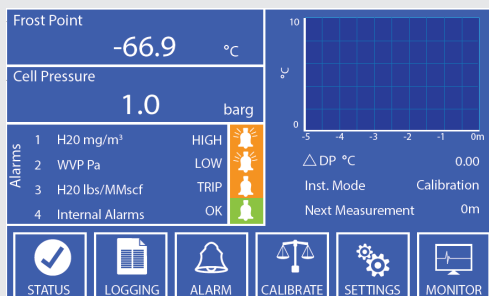 Frost Point
-66.9 °C
Cell Pressure
1.0 barg
Alarms
1 H20 mg/m³ HIGH
2 WVP Pa LOW
3 H20 lbs/MMscf TRIP
4 Internal Alarms OK
10
°C
0
-5 -4 -3 -2 -1 0m
△ DP °C 0.00
Inst. Mode Calibration
Next Measurement 0m
STATUS LOGGING ALARM CALIBRATE SETTINGS MONITOR